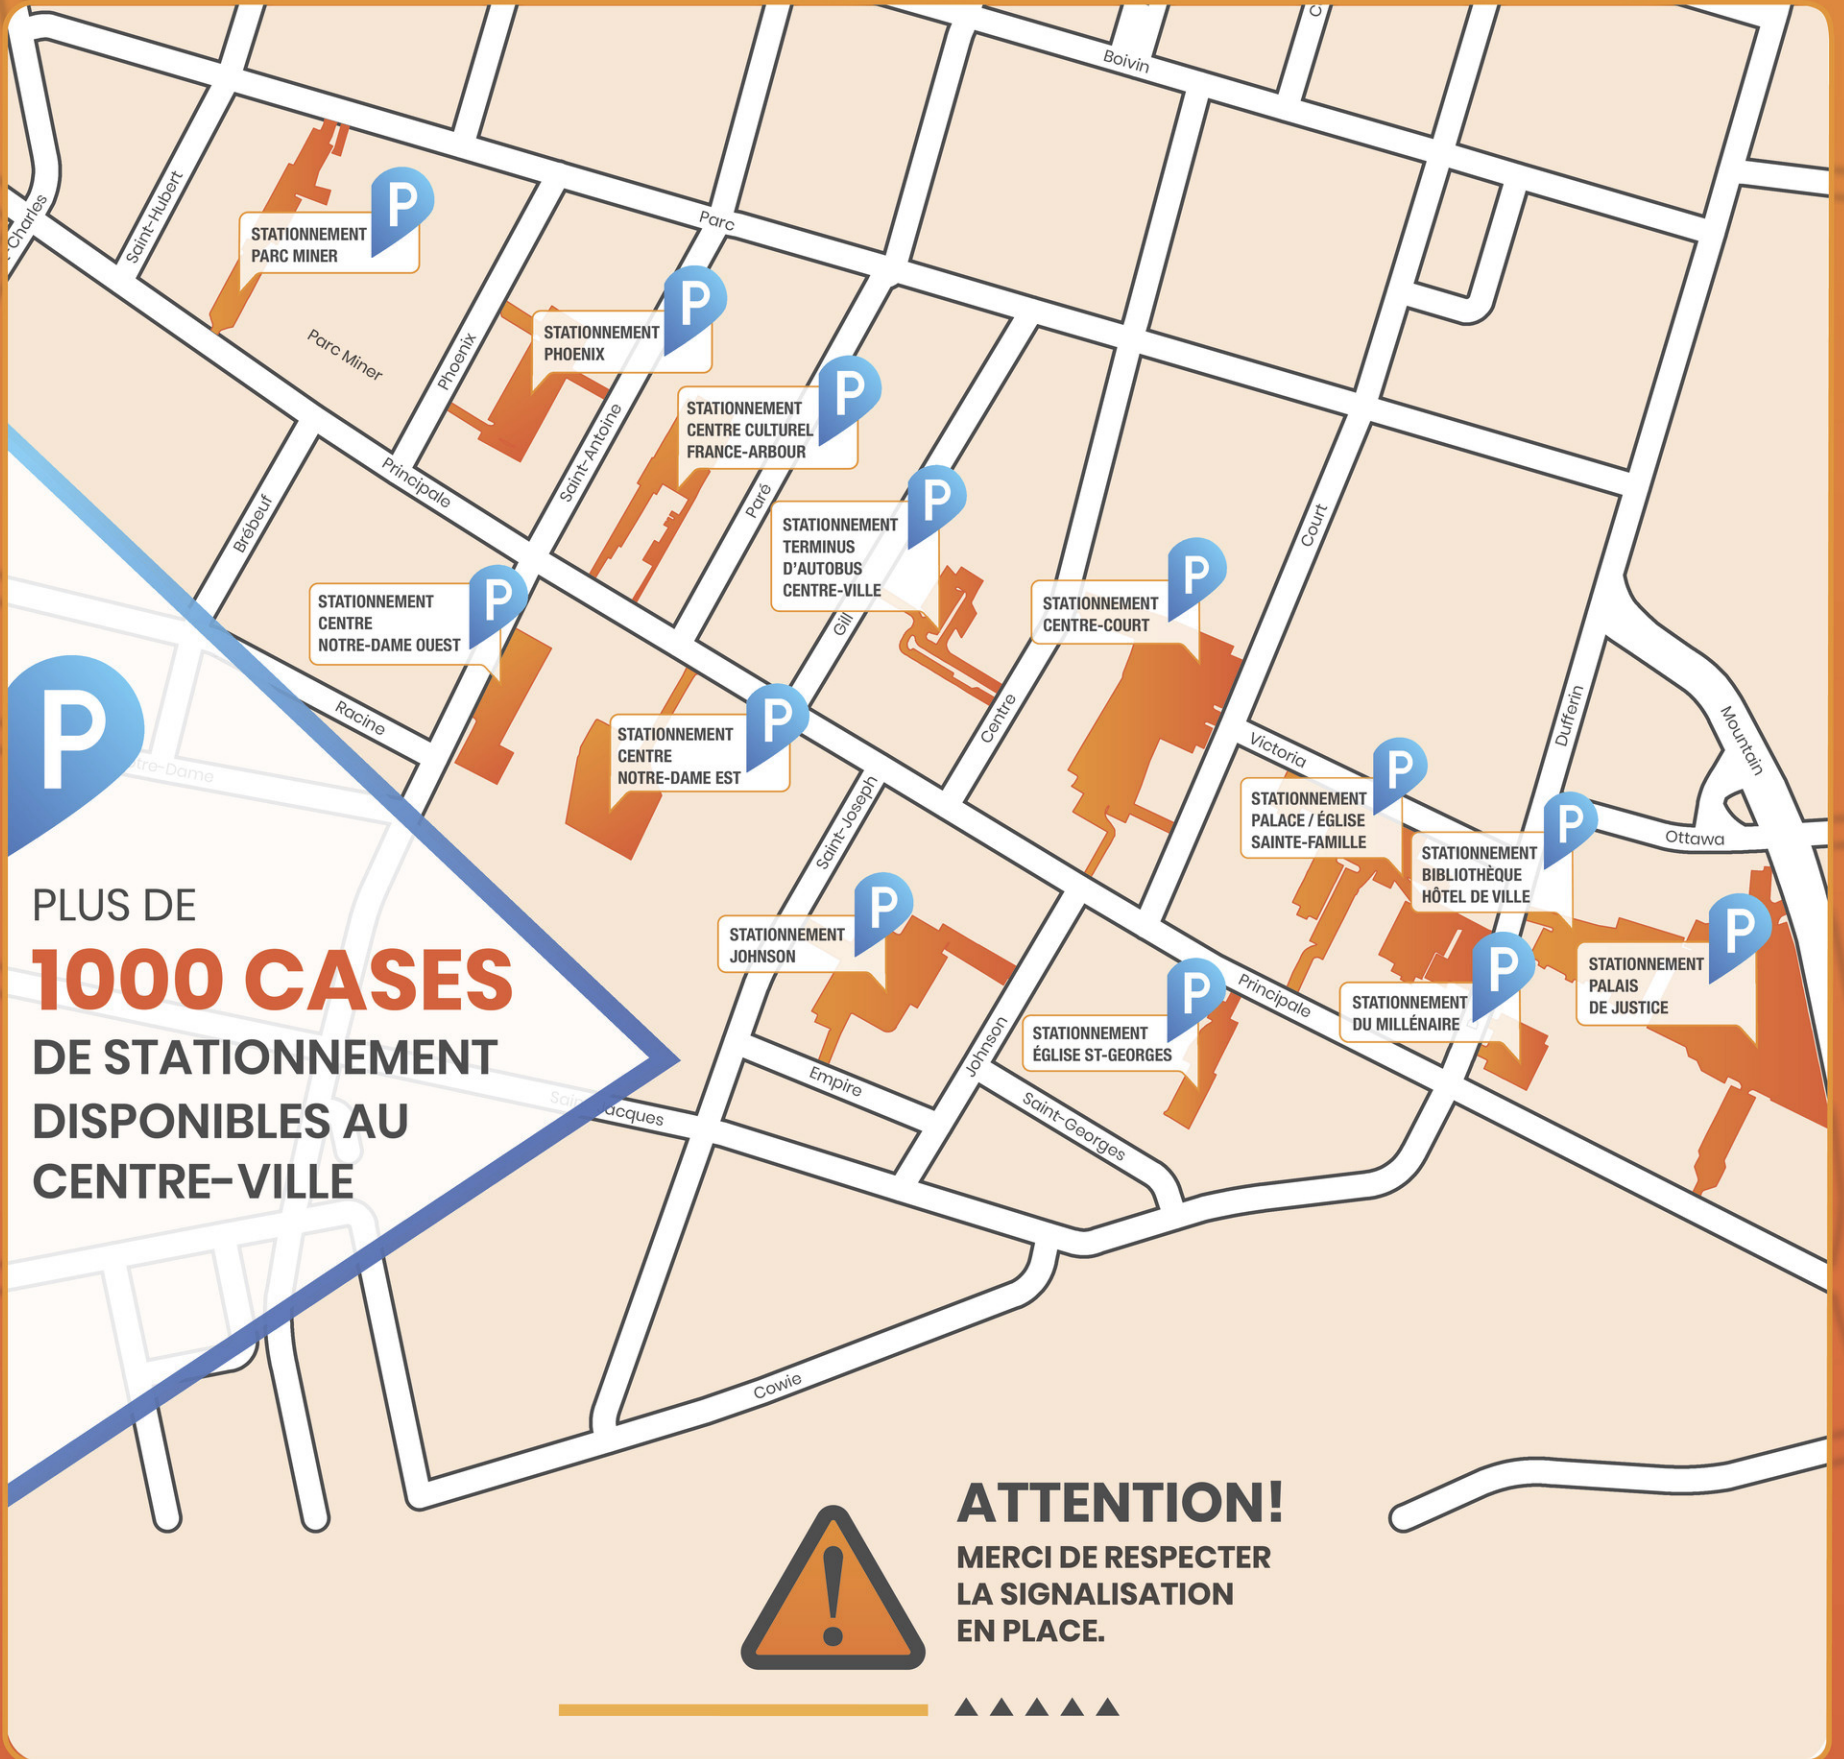 Boivin
C
Parc
Saint-Hubert
Charles
P
STATIONNEMENT
PARC MINER
Parc Miner
Phoenix
P
STATIONNEMENT
PHOENIX
Saint-Antoine
P
STATIONNEMENT
CENTRE CULTUREL
FRANCE-ARBOUR
Principale
Paré
Brébeuf
P
STATIONNEMENT
TERMINUS
D'AUTOBUS
CENTRE-VILLE
Court
P
STATIONNEMENT
CENTRE-COURT
P
STATIONNEMENT
CENTRE
NOTRE-DAME OUEST
Gill
Racine
P
STATIONNEMENT
CENTRE
NOTRE-DAME EST
Centre
Victoria
Dufferin
Mountain
tre-Dame
P
STATIONNEMENT
PALACE / ÉGLISE
SAINTE-FAMILLE
Saint-Joseph
Ottawa
P
STATIONNEMENT
BIBLIOTHÈQUE
HÔTEL DE VILLE
P
STATIONNEMENT
JOHNSON
P
STATIONNEMENT
PALAIS
DE JUSTICE
Principale
P
STATIONNEMENT
DU MILLÉNAIRE
P
STATIONNEMENT
ÉGLISE ST-GEORGES
Johnson
Empire
Saint-Georges
Saint-Jacques
Cowie
P
PLUS DE
1000 CASES
DE STATIONNEMENT
DISPONIBLES AU
CENTRE-VILLE
!
ATTENTION!
MERCI DE RESPECTER
LA SIGNALISATION
EN PLACE.